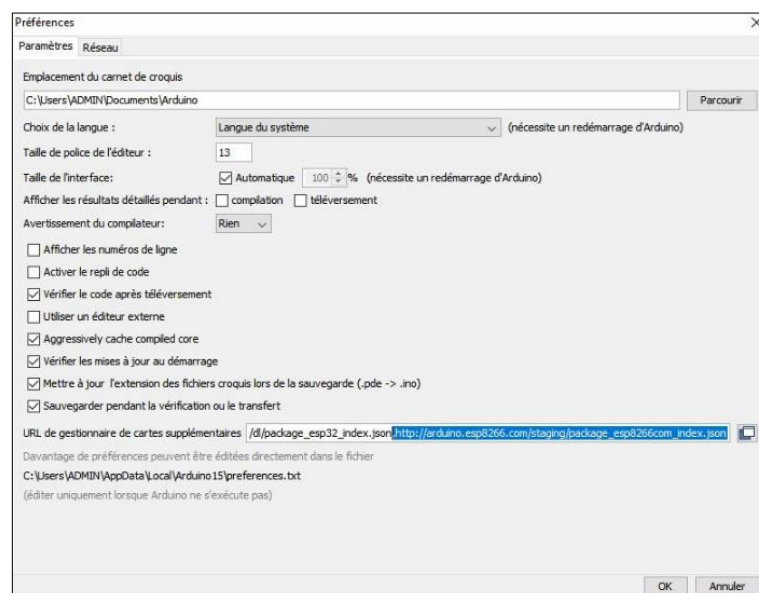 Préférences
Paramètres Réseau
Emplacement du carnet de croquis
C:\Users\ADMIN\Documents\Arduino Parcourir
Choix de la langue : Langue du système (nécessite un redémarrage d'Arduino)
Taille de police de l'éditeur : 13
Taille de l'interface: Automatique 100 % (nécessite un redémarrage d'Arduino)
Afficher les résultats détaillés pendant : compilation téléversement
Avertissement du compilateur: Rien
Afficher les numéros de ligne
Activer le repli de code
Vérifier le code après téléversement
Utiliser un éditeur externe
Aggressively cache compiled core
Vérifier les mises à jour au démarrage
Mettre à jour l'extension des fichiers croquis lors de la sauvegarde (.pde -> .ino)
Sauvegarder pendant la vérification ou le transfert
URL de gestionnaire de cartes supplémentaires /dl/package_esp32_index.json,http://arduino.esp8266.com/staging/package_esp8266com_index.json
Davantage de préférences peuvent être éditées directement dans le fichier
C:\Users\ADMIN\AppData\Local\Arduino15\preferences.txt
(éditer uniquement lorsque Arduino ne s'exécute pas)
OK Annuler